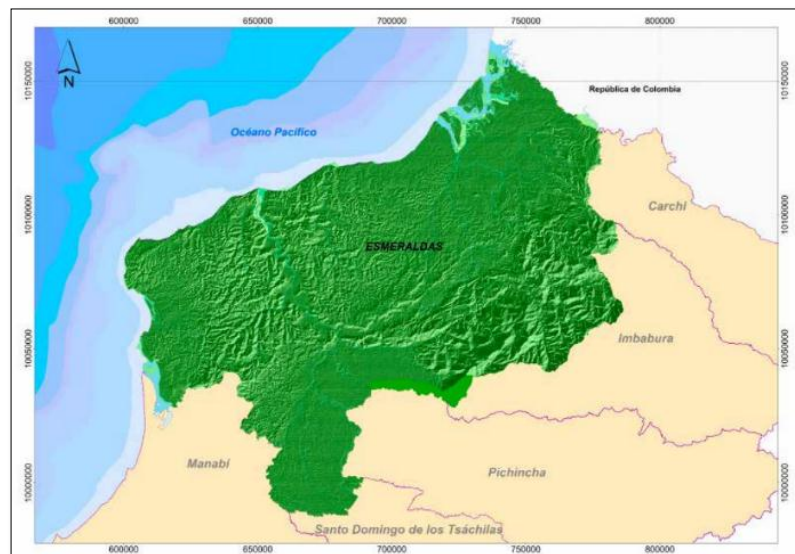 600000 650000 700000 750000 800000
10150000
10100000
10050000
10000000
N
República de Colombia
Océano Pacífico
Carchi
ESMERALDAS
Imbabura
Manabí
Pichincha
Santo Domingo de los Tsáchilas
10150000
10100000
10050000
10000000
600000 650000 700000 750000 800000